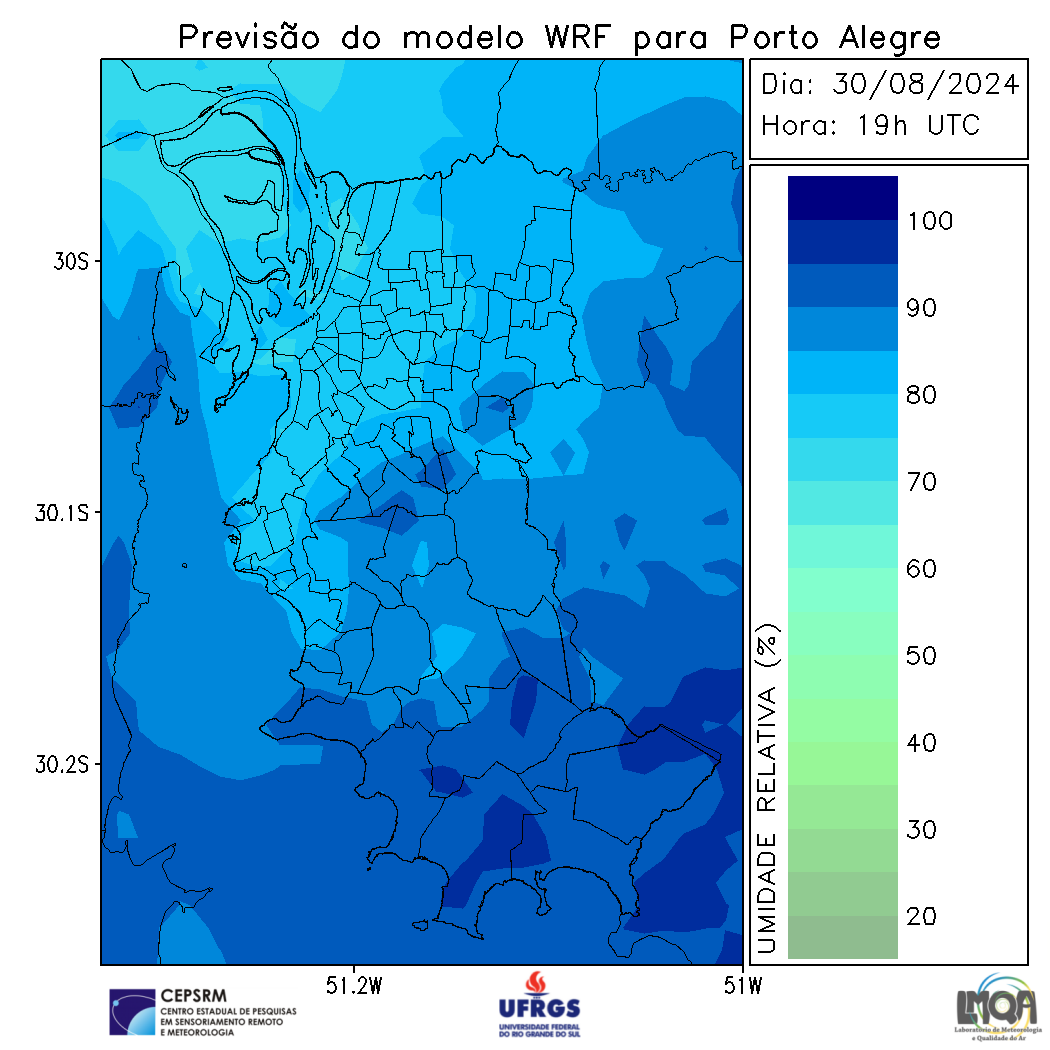 Previsão do modelo WRF para Porto Alegre
Dia: 30/08/2024
Hora: 19h UTC
100
90
80
70
60
50
40
30
20
UMIDADE RELATIVA (%)
30S
30.1S
30.2S
51.2W
51W
CEPSRM
CENTRO ESTADUAL DE PESQUISAS
EM SENSORIAMENTO REMOTO
E METEOROLOGIA
UFRGS
UNIVERSIDADE FEDERAL
DO RIO GRANDE DO SUL
LMQA
Laboratório de Meteorologia
e Qualidade do Ar